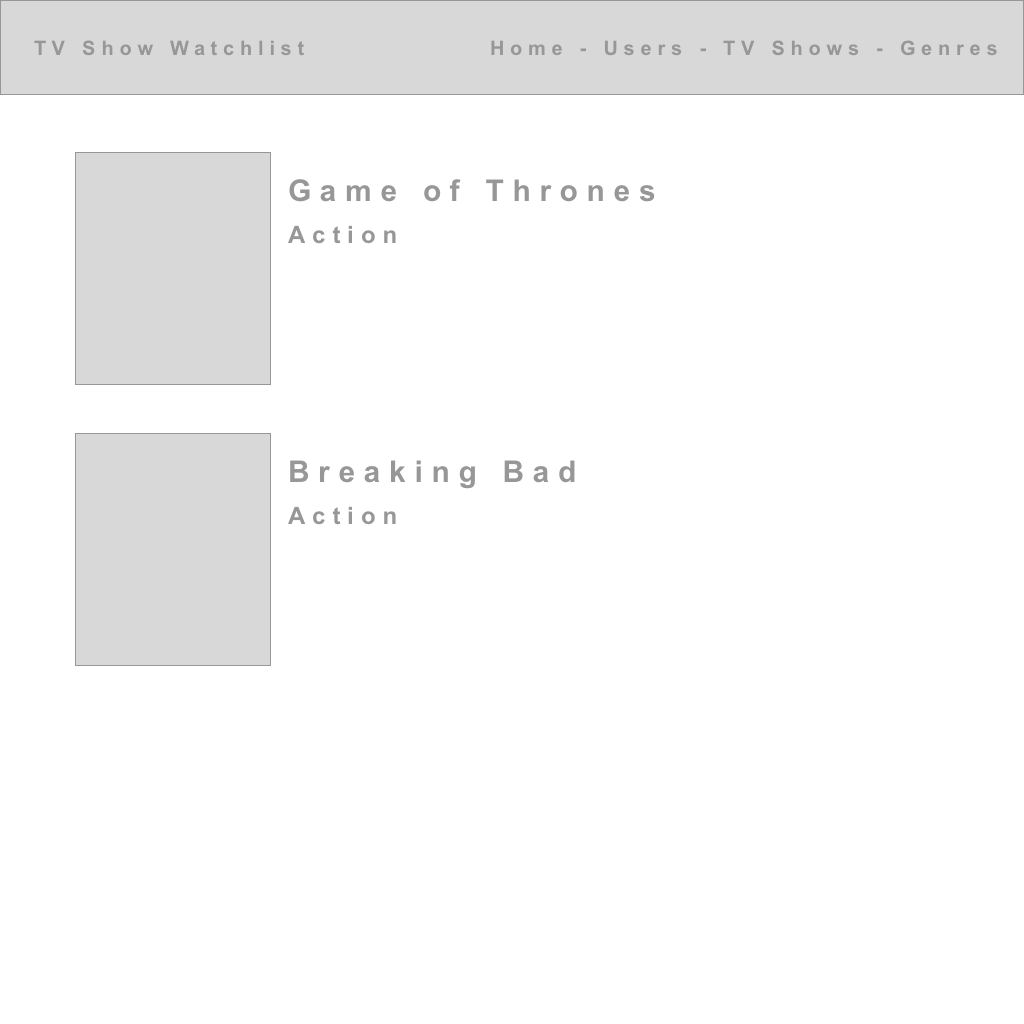 TV Show Watchlist
Home - Users - TV Shows - Genres
Game of Thrones
Action
Breaking Bad
Action